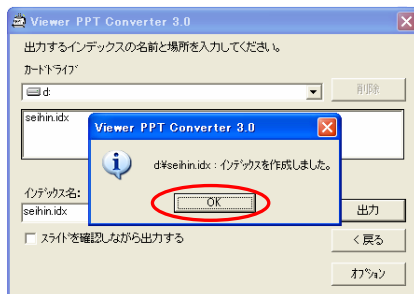 Viewer PPT Converter 3.0
出力するインデックスの名前と場所を入力してください。
ｶｰﾄﾞﾄﾞﾗｲﾌﾞ
d:
削除
seihin.idx
Viewer PPT Converter 3.0
d¥seihin.idx : ｲﾝﾃﾞｯｸｽを作成しました。
OK
ｲﾝﾃﾞｯｸｽ名:
seihin.idx
出力
ｽﾗｲﾄﾞを確認しながら出力する
< 戻る
ｵﾌﾟｼｮﾝ